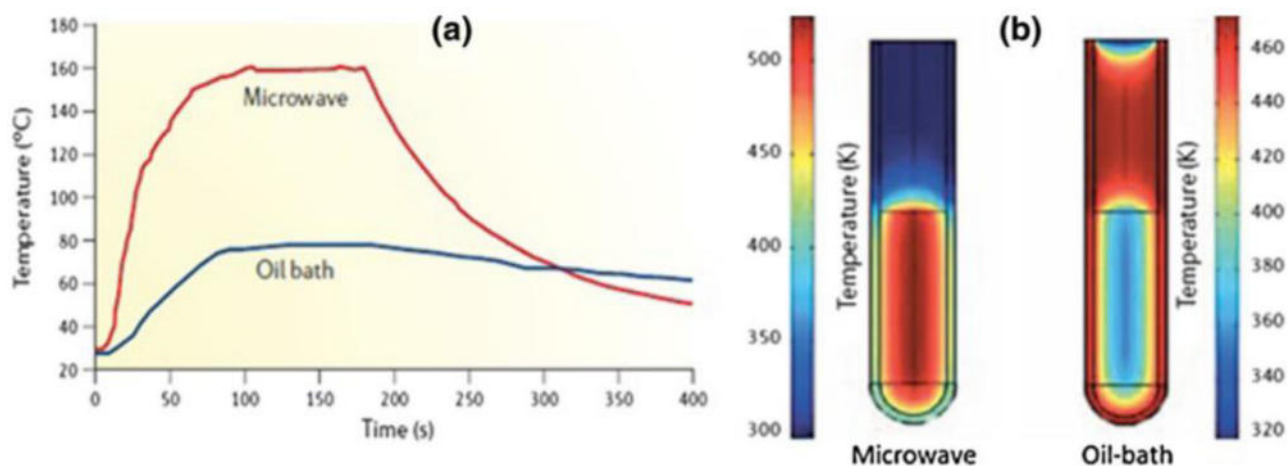 (a)
Temperature (°C)
180
160
140
120
100
80
60
40
20
Microwave
Oil bath
0 50 100 150 200 250 300 350 400
Time (s)
(b)
500
450
400
350
300
Temperature (K)
Microwave
Temperature (K)
460
440
420
400
380
360
340
320
Oil-bath